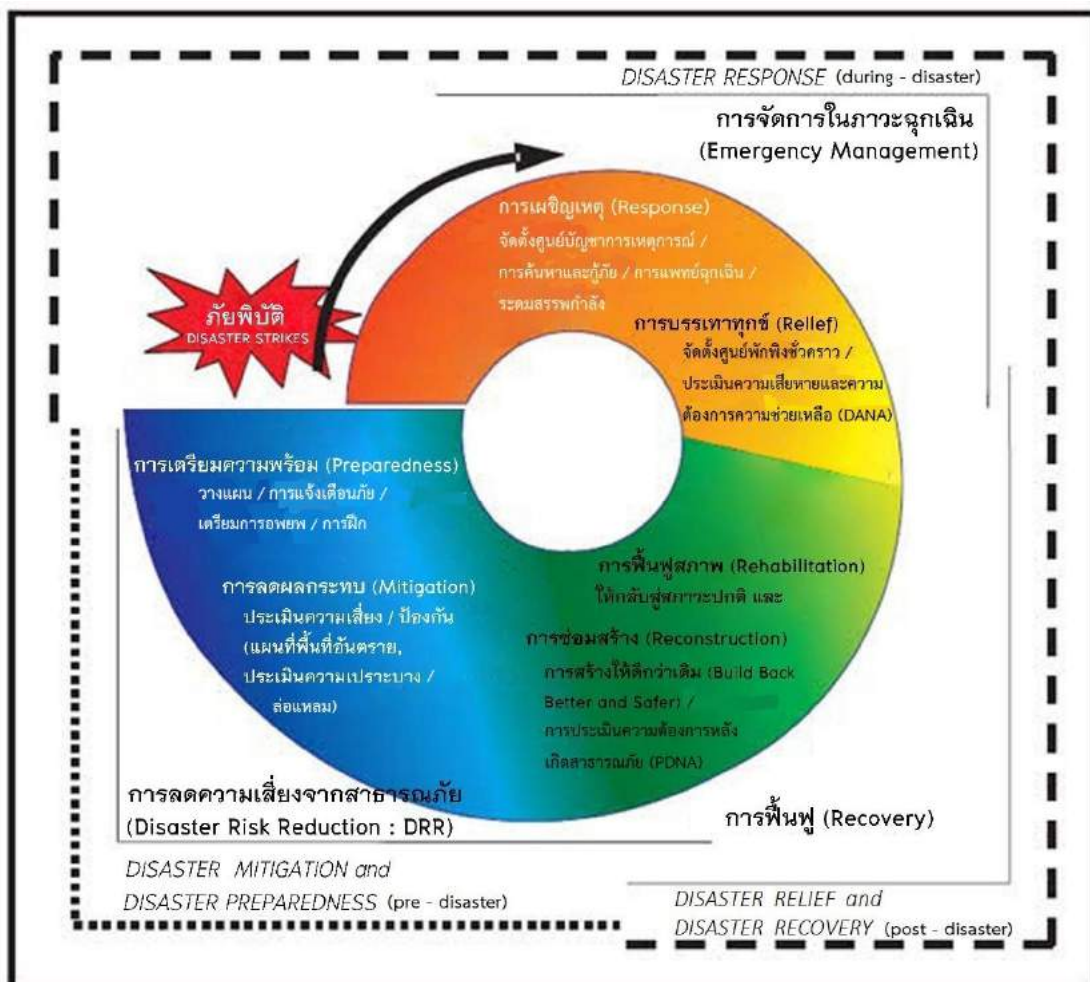 DISASTER RESPONSE (during - disaster)
การจัดการในภาวะฉุกเฉิน
(Emergency Management)
การเผชิญเหตุ (Response)
จัดตั้งศูนย์บัญชาการเหตุการณ์ /
การค้นหาและกู้ภัย / การแพทย์ฉุกเฉิน /
ระดมสรรพกำลัง
ภัยพิบัติ
DISASTER STRIKES
การบรรเทาทุกข์ (Relief)
จัดตั้งศูนย์พักพิงชั่วคราว /
ประเมินความเสียหายและความ
ต้องการความช่วยเหลือ (DANA)
การเตรียมความพร้อม (Preparedness)
วางแผน / การแจ้งเตือนภัย /
เตรียมการอพยพ / การฝึก
การลดผลกระทบ (Mitigation)
ประเมินความเสี่ยง / ป้องกัน
(แผนที่พื้นที่อันตราย,
ประเมินความเปราะบาง /
ล่อแหลม)
การฟื้นฟูสภาพ (Rehabilitation)
ให้กลับสู่สภาวะปกติ และ
การซ่อมสร้าง (Reconstruction)
การสร้างให้ดีกว่าเดิม (Build Back
Better and Safer) /
การประเมินความต้องการหลัง
เกิดสาธารณภัย (PDNA)
การลดความเสี่ยงจากสาธารณภัย
(Disaster Risk Reduction : DRR)
การฟื้นฟู (Recovery)
DISASTER MITIGATION and
DISASTER PREPAREDNESS (pre - disaster)
DISASTER RELIEF and
DISASTER RECOVERY (post - disaster)